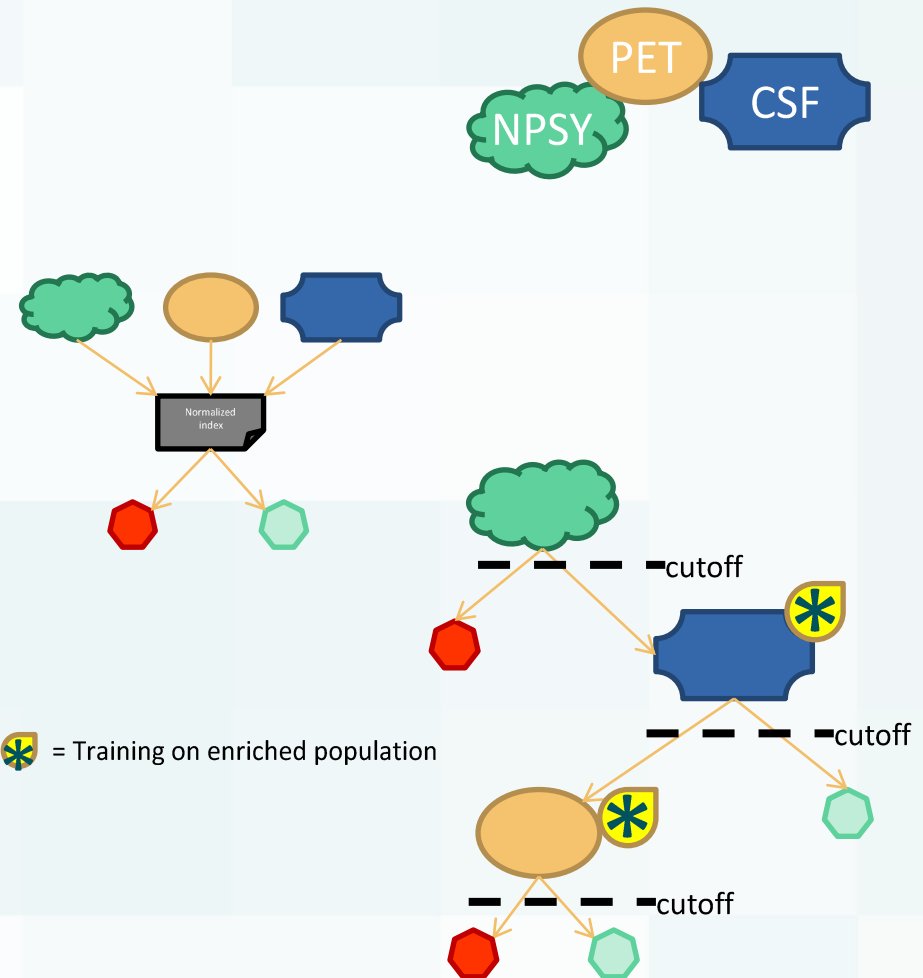 PET
CSF
NPSY
Normalized
index
cutoff
cutoff
= Training on enriched population
cutoff